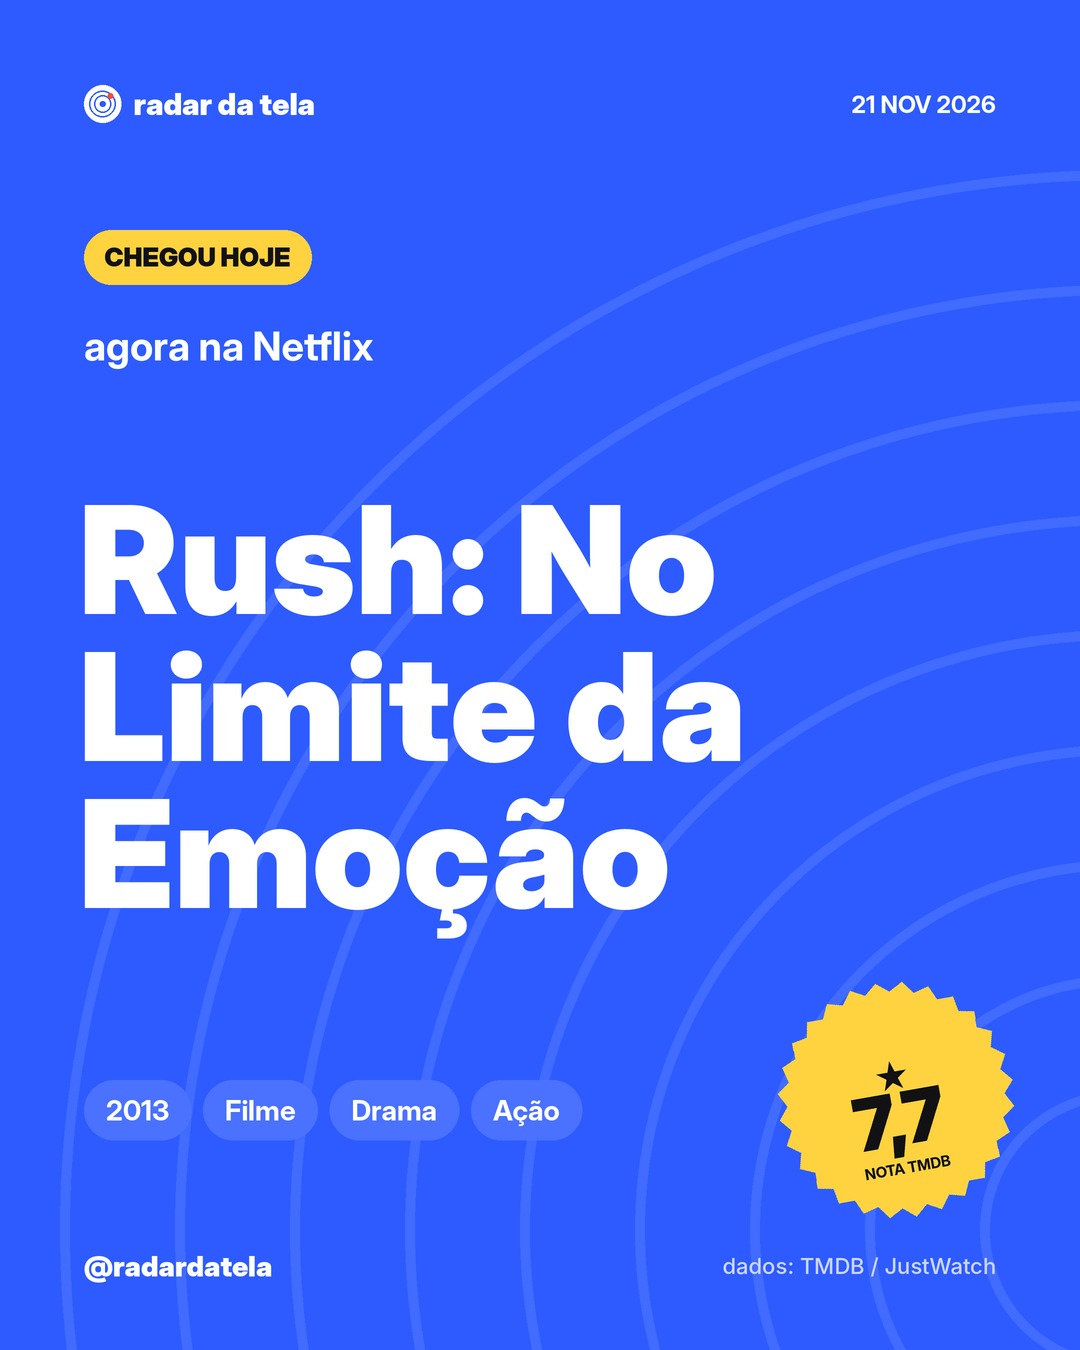 radar da tela
21 NOV 2026
CHEGOU HOJE
agora na Netflix
Rush: No
Limite da
Emoção
2013
Filme
Drama
Ação
7,7
NOTA TMDB
@radardatela
dados: TMDB / JustWatch